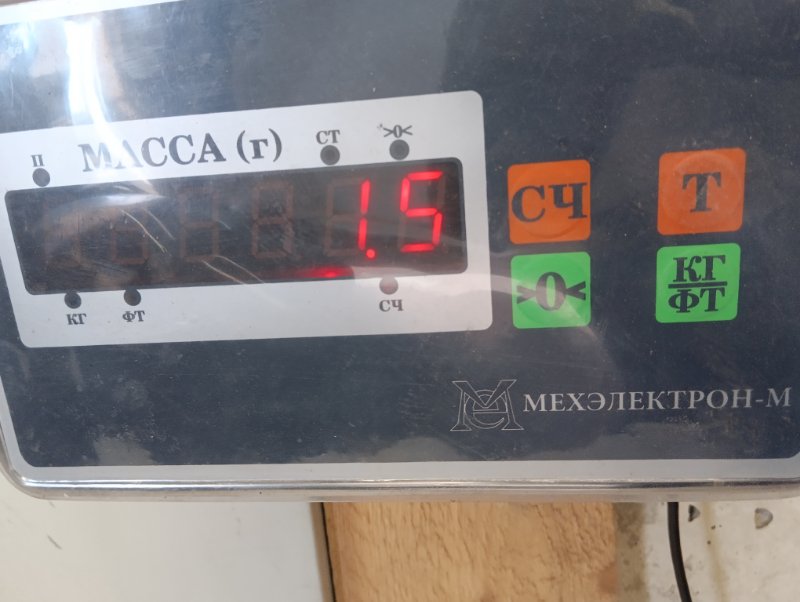 МАССА (г)
П
СТ
>0<
1.5
КГ
ФТ
СЧ
СЧ
Т
>0<
КГ
ФТ
МЕХЭЛЕКТРОН-М